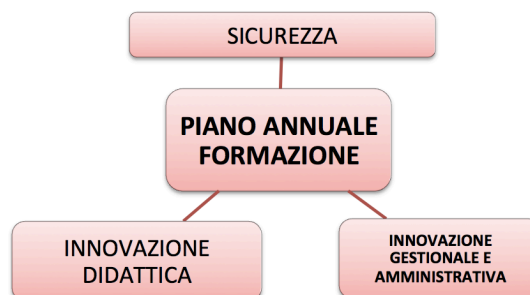 SICUREZZA
PIANO ANNUALE
FORMAZIONE
INNOVAZIONE
DIDATTICA
INNOVAZIONE
GESTIONALE E
AMMINISTRATIVA